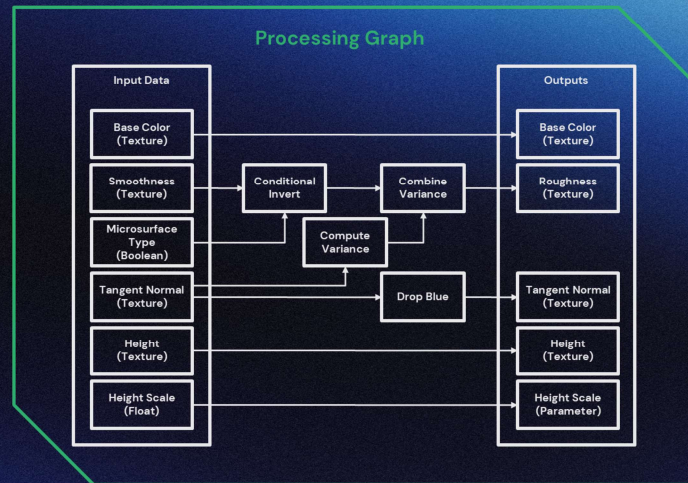 Processing Graph
Input Data
Outputs
Base Color
(Texture)
Base Color
(Texture)
Smoothness
(Texture)
Conditional
Invert
Combine
Variance
Roughness
(Texture)
Microsurface
Type
(Boolean)
Compute
Variance
Tangent Normal
(Texture)
Drop Blue
Tangent Normal
(Texture)
Height
(Texture)
Height
(Texture)
Height Scale
(Float)
Height Scale
(Parameter)